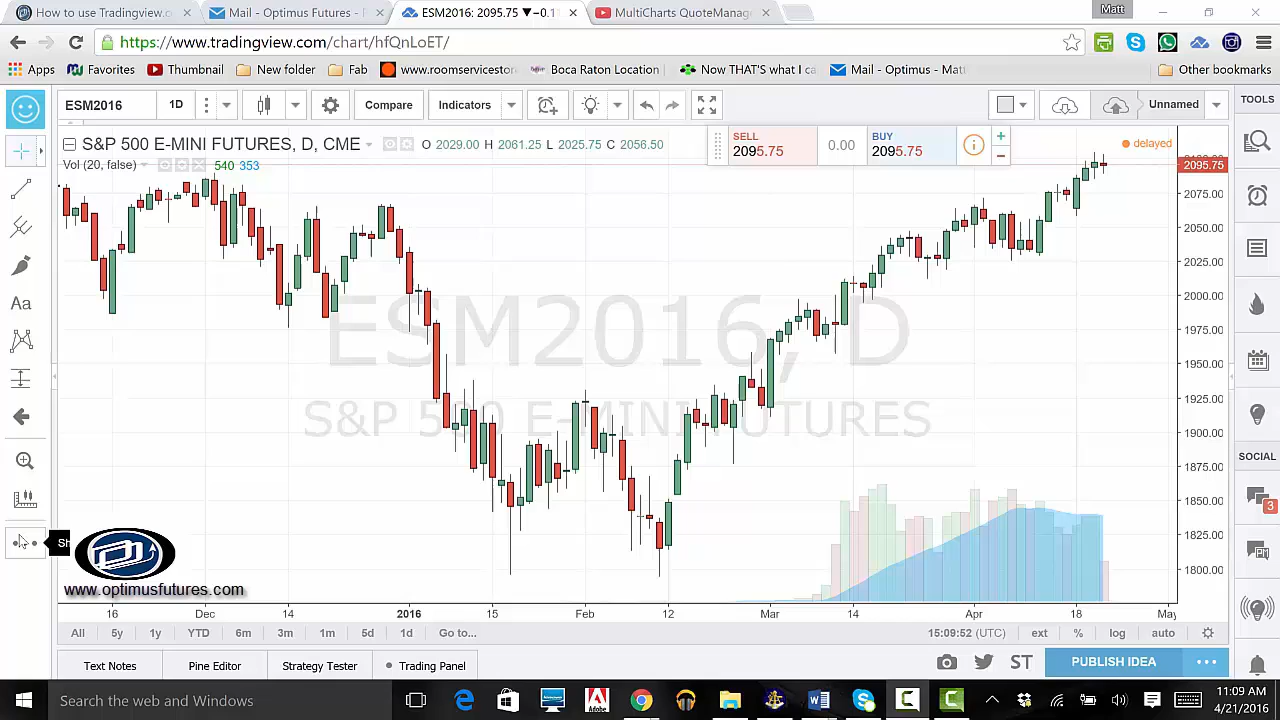 How to use Tradingview.c
Mail - Optimus Futures -
ESM2016: 2095.75 ▼−0.1
MultiCharts QuoteManag
Matt
https://www.tradingview.com/chart/hfQnLoET/
Apps
Favorites
Thumbnail
New folder
Fab
www.roomservicestor
Boca Raton Location
Now THAT'S what I ca
Mail - Optimus - Matt
Other bookmarks
ESM2016
1D
Compare
Indicators
Unnamed
TOOLS
S&P 500 E-MINI FUTURES, D, CME
O 2029.00 H 2061.25 L 2025.75 C 2056.50
SELL
2095.75
0.00
BUY
2095.75
delayed
Vol (20, false)
540 353
2095.75
2075.00
2050.00
2025.00
2000.00
1975.00
1950.00
1925.00
1900.00
1875.00
1850.00
1825.00
1800.00
ESM2016, D
S&P 500 E-MINI FUTURES
Aa
SOCIAL
3
Sh
www.optimusfutures.com
16 Dec 14 2016 15 Feb 12 Mar 14 Apr 18 May
All 5y 1y YTD 6m 3m 1m 5d 1d Go to...
15:09:52 (UTC) ext % log auto
Text Notes
Pine Editor
Strategy Tester
Trading Panel
ST
PUBLISH IDEA
Search the web and Windows
Adobe
11:09 AM
4/21/2016